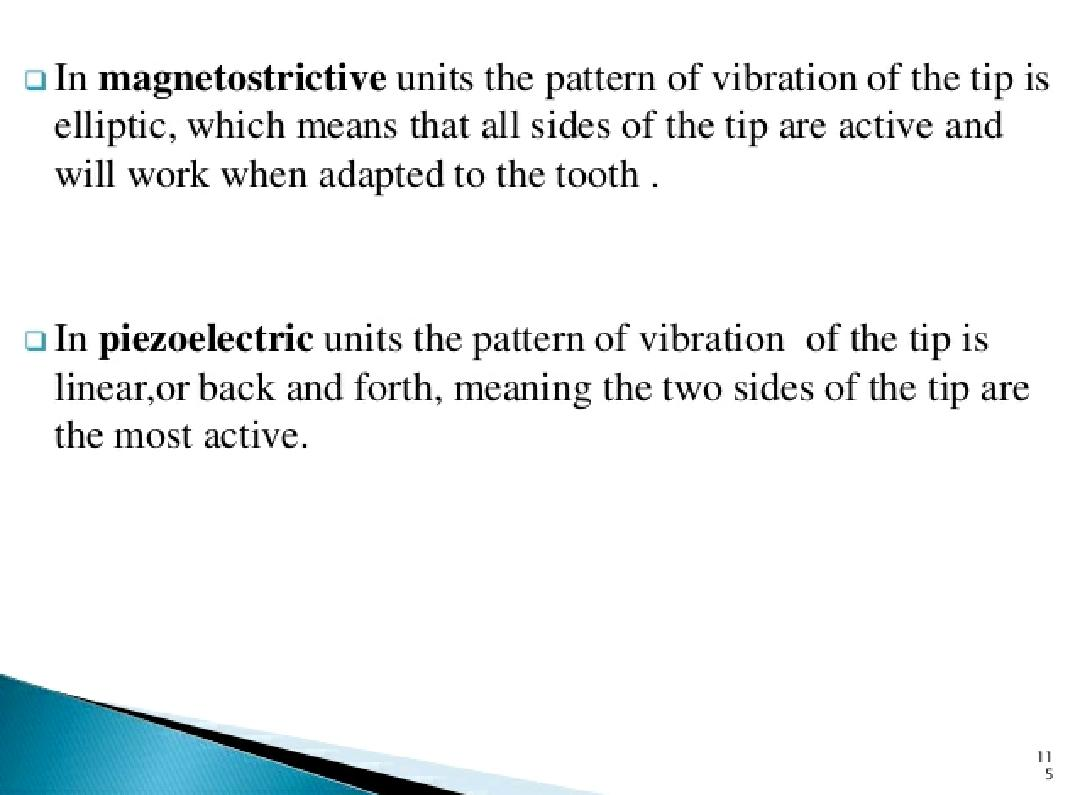 In magnetostrictive units the pattern of vibration of the tip is
elliptic, which means that all sides of the tip are active and
will work when adapted to the tooth .
In piezoelectric units the pattern of vibration  of the tip is
linear,or back and forth, meaning the two sides of the tip are
the most active.
11
5